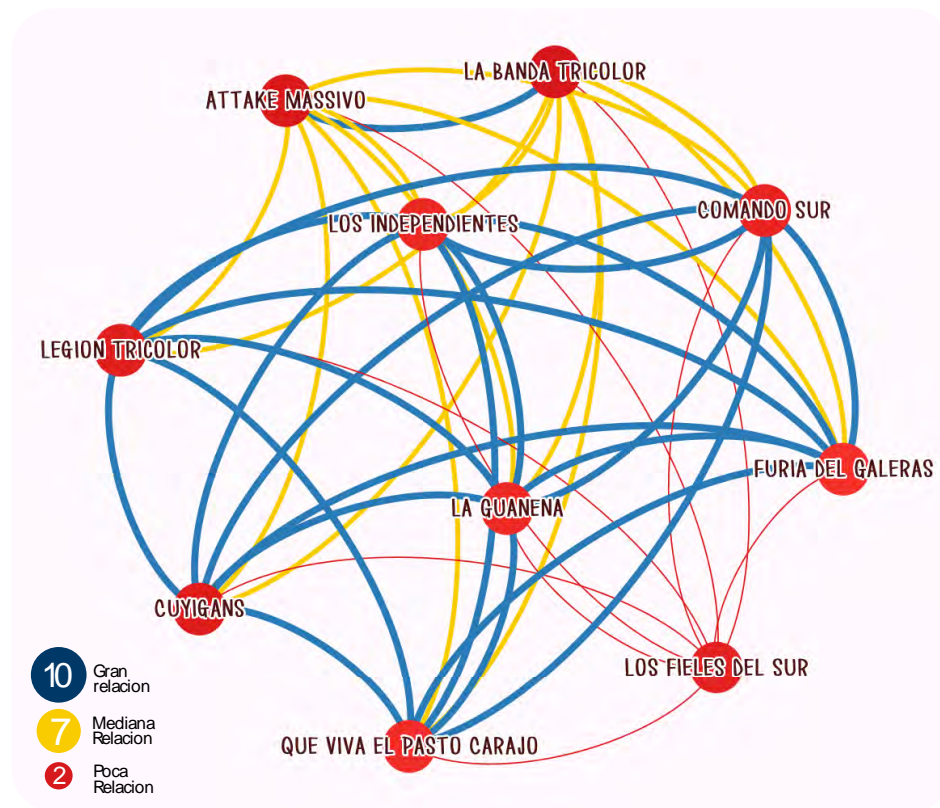 LA BANDA TRICOLOR
ATTAKE MASSIVO
COMANDO SUR
LOS INDEPENDIENTES
LEGION TRICOLOR
FURIA DEL GALERAS
LA GUANENA
CUYIGANS
LOS FIELES DEL SUR
QUE VIVA EL PASTO CARAJO
10 Gran
relacion
7 Mediana
Relacion
2 Poca
Relacion